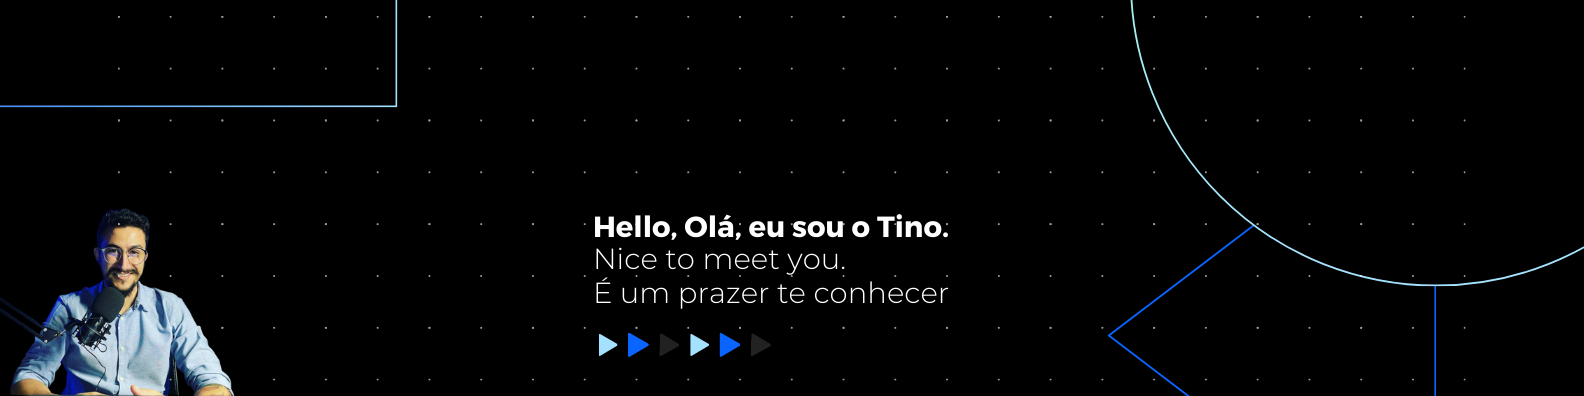 Hello, Olá, eu sou o Tino.
Nice to meet you.
É um prazer te conhecer